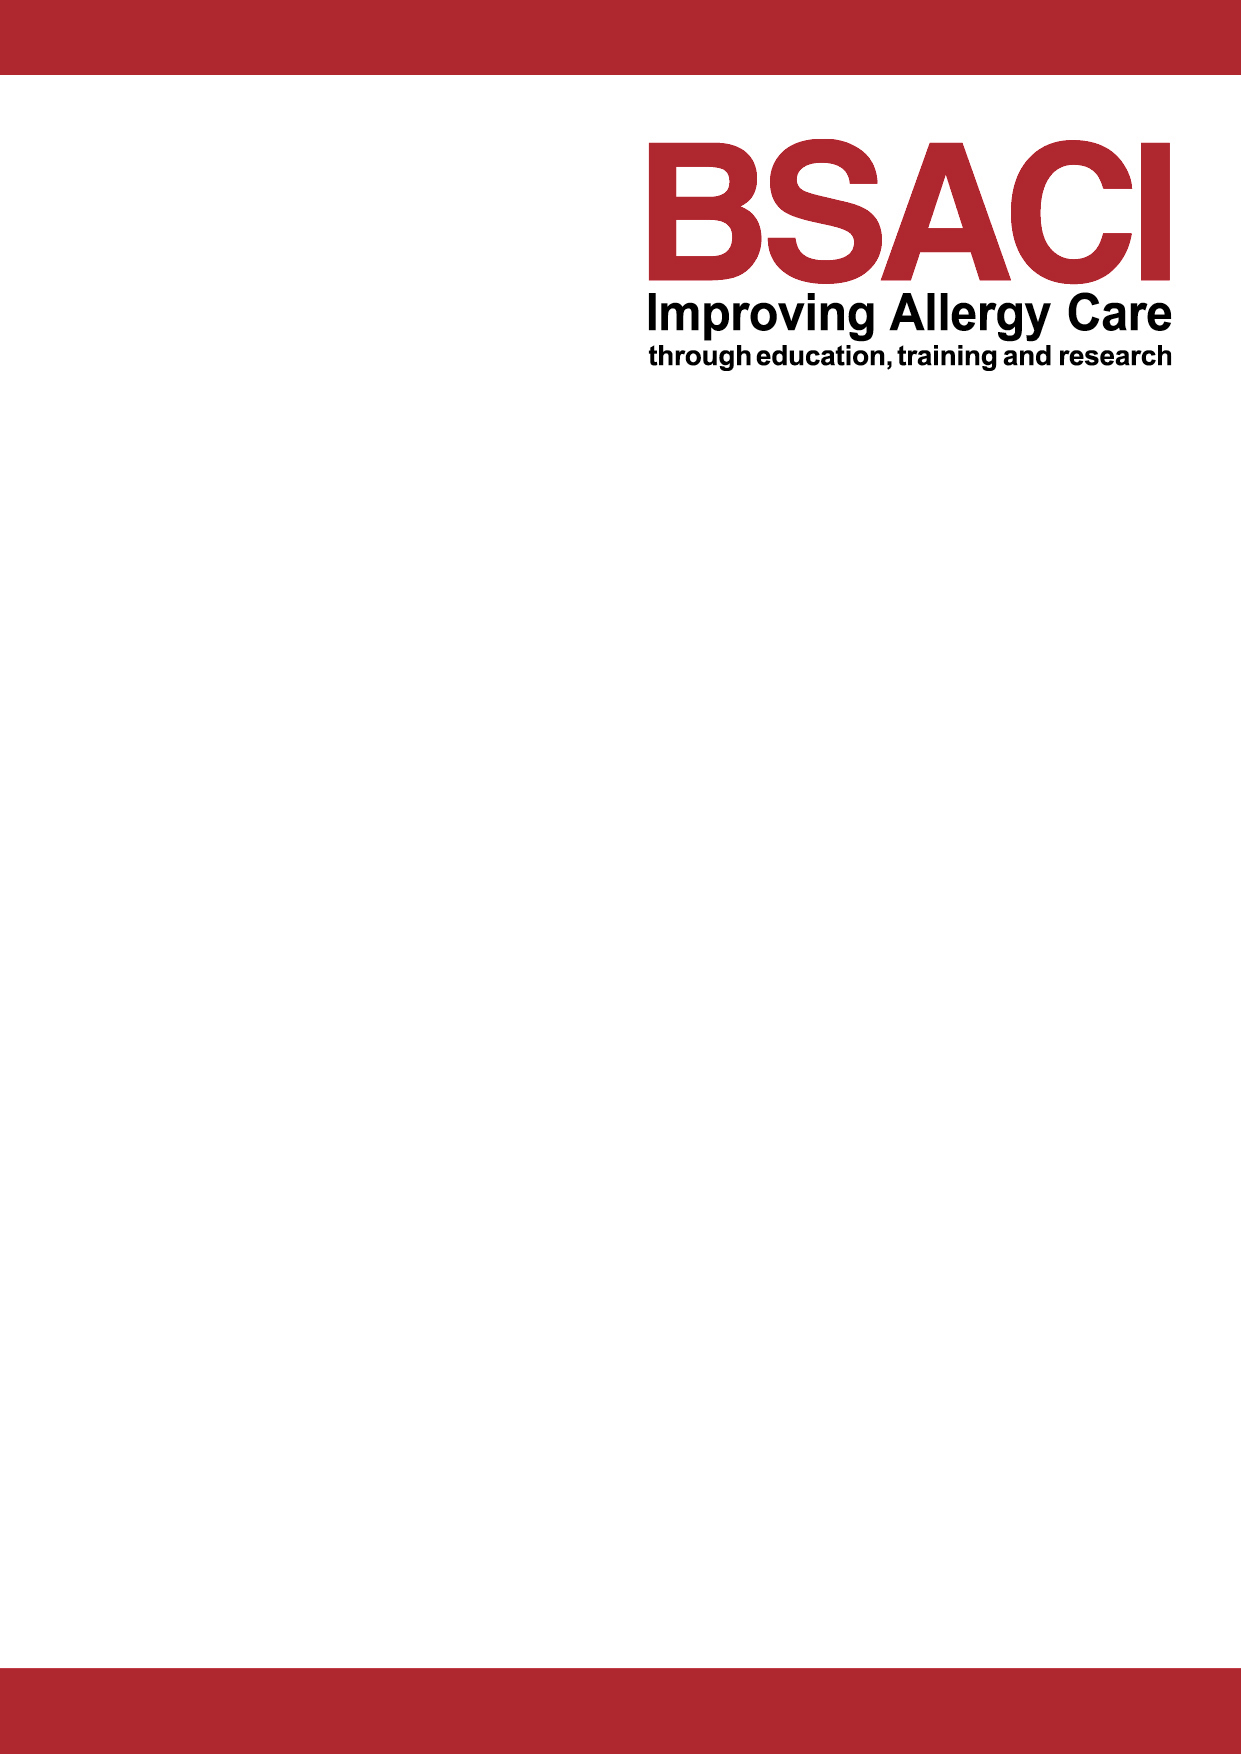 BSACI
Improving Allergy Care
through education, training and research